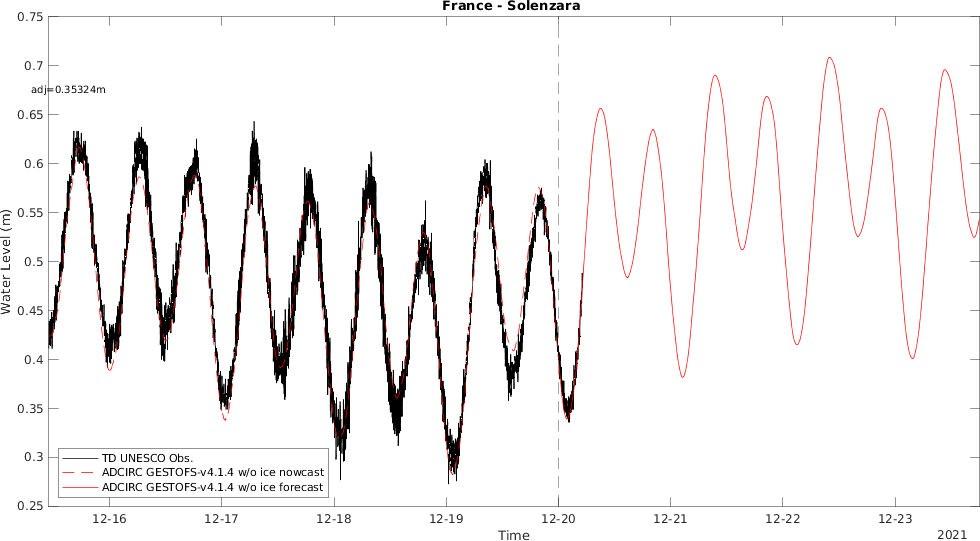 France - Solenzara
0.75
0.7
adj=0.35324m
0.65
0.6
0.55
0.5
0.45
0.4
0.35
0.3
0.25
Water Level (m)
TD UNESCO Obs.
ADCIRC GESTOFS-v4.1.4 w/o ice nowcast
ADCIRC GESTOFS-v4.1.4 w/o ice forecast
12-16 12-17 12-18 12-19 12-20 12-21 12-22 12-23
Time
2021